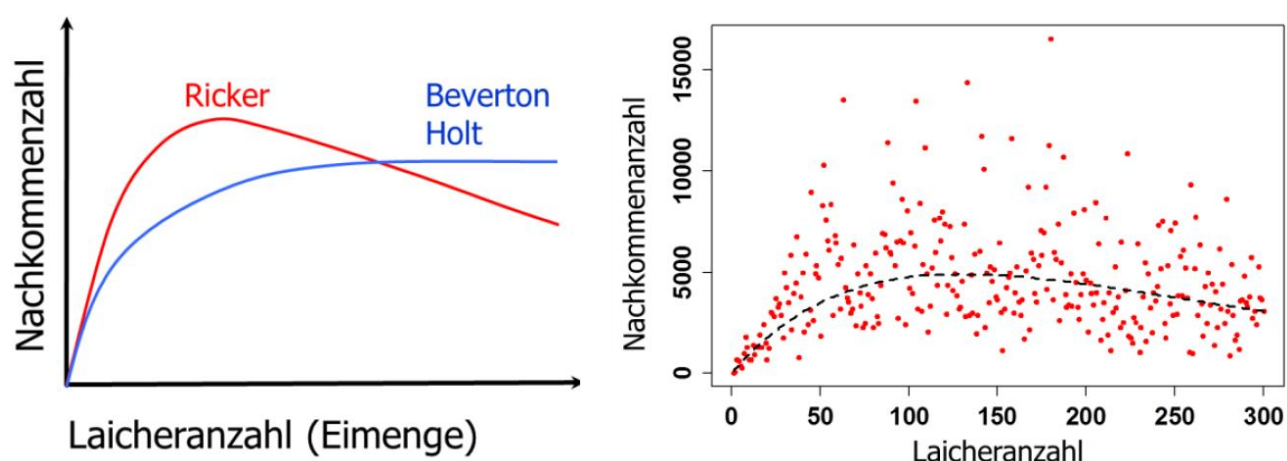 Nachkommenzahl
Ricker
Beverton
Holt
Laicheranzahl (Eimenge)
Nachkommenanzahl
15000
10000
5000
0
0 50 100 150 200 250 300
Laicheranzahl